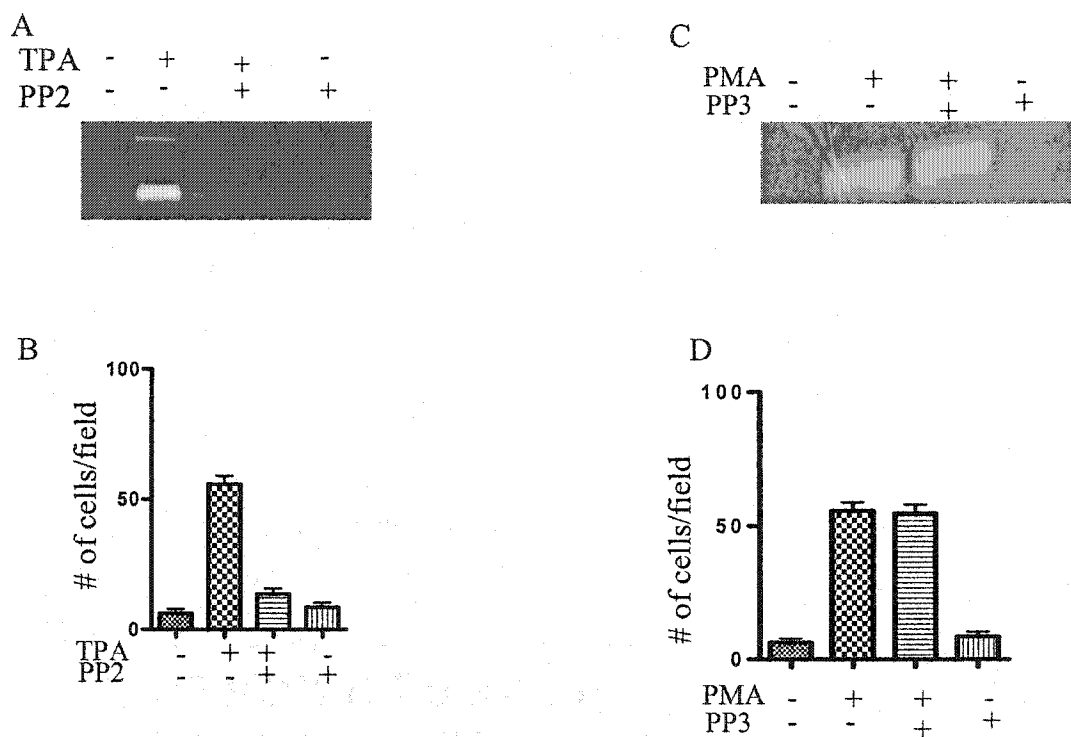 A
TPA - + + -
PP2 - - + +
C
PMA - + + -
PP3 - - + +
B
100
50
0
# of cells/field
TPA - + + -
PP2 - - + +
D
100
50
0
# of cells/field
PMA - + + -
PP3 - - + +